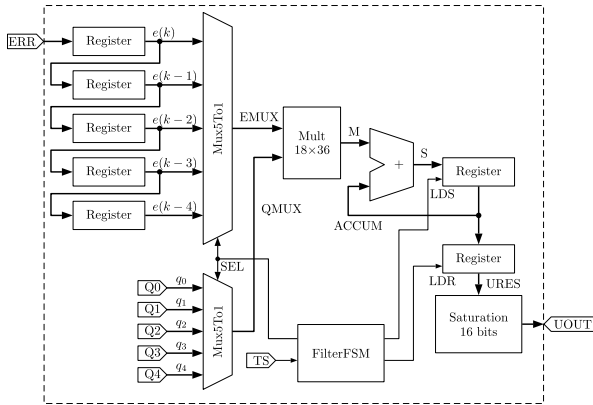 ERR
Register
e(k)
Register
e(k − 1)
Register
e(k − 2)
Register
e(k − 3)
Register
e(k − 4)
Mux5To1
EMUX
Mult
18×36
M
+
S
Register
LDS
ACCUM
QMUX
SEL
Register
LDR
URES
Q0
q0
Q1
q1
Q2
q2
Q3
q3
Q4
q4
Mux5To1
TS
FilterFSM
Saturation
16 bits
UOUT